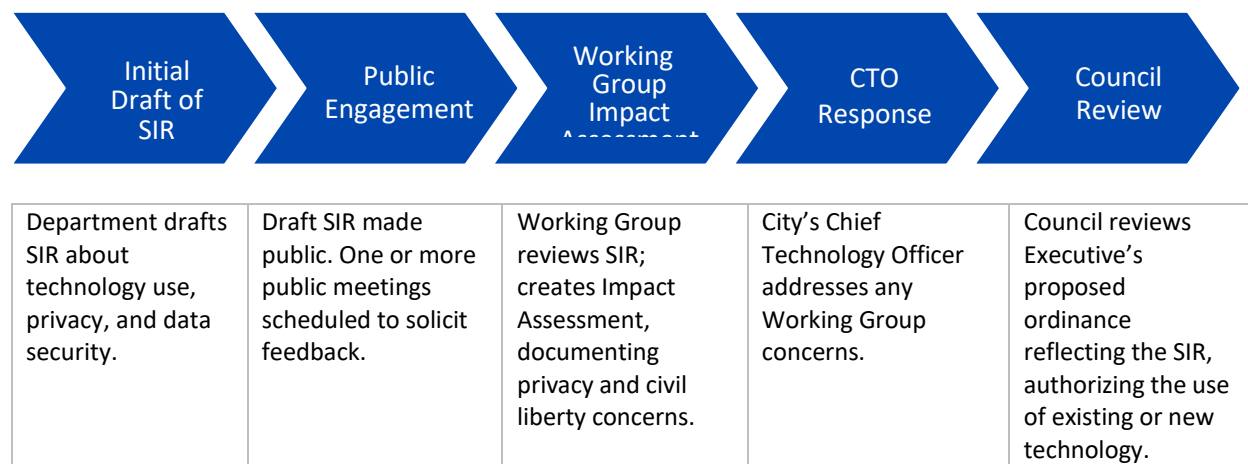 Initial
Draft of
SIR
Public
Engagement
Working
Group
Impact
Assessment
CTO
Response
Council
Review
Department drafts
SIR about
technology use,
privacy, and data
security.
Draft SIR made
public. One or more
public meetings
scheduled to solicit
feedback.
Working Group
reviews SIR;
creates Impact
Assessment,
documenting
privacy and civil
liberty concerns.
City’s Chief
Technology Officer
addresses any
Working Group
concerns.
Council reviews
Executive’s
proposed
ordinance
reflecting the SIR,
authorizing the use
of existing or new
technology.